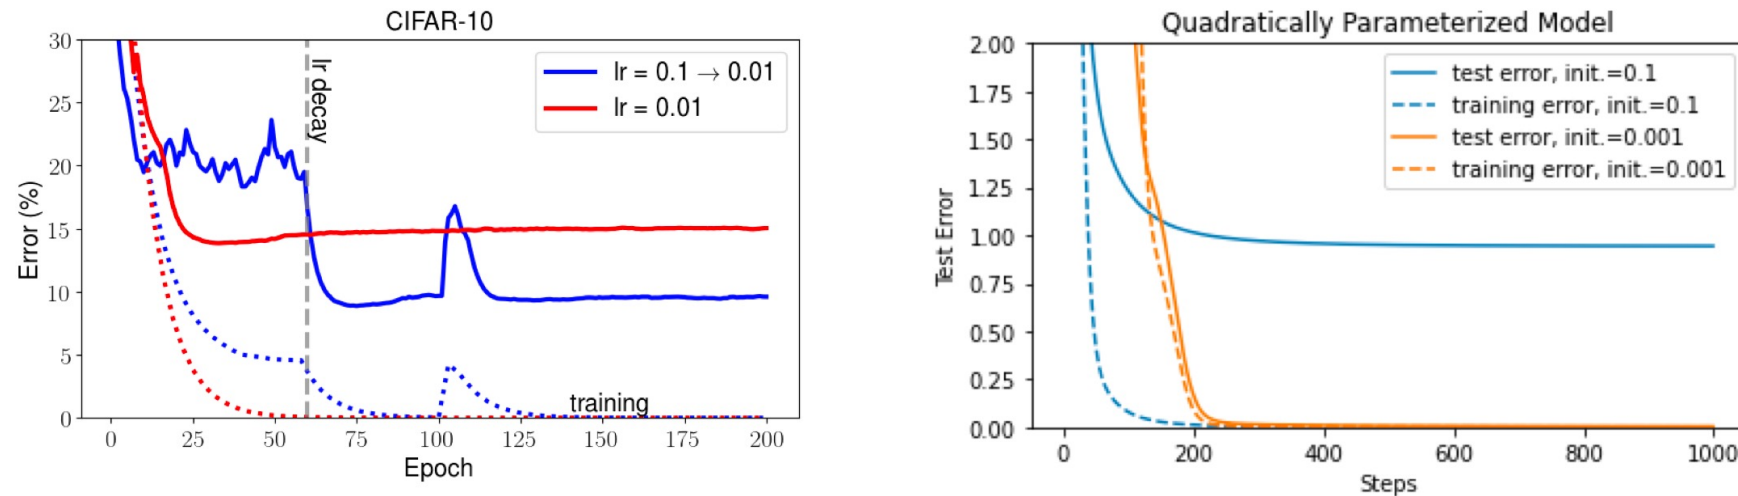 CIFAR-10
30
25
20
15
10
5
0
Error (%)
lr = 0.1 → 0.01
lr = 0.01
lr decay
training
0 25 50 75 100 125 150 175 200
Epoch
Quadratically Parameterized Model
2.00
1.75
1.50
1.25
1.00
0.75
0.50
0.25
0.00
Test Error
test error, init.=0.1
training error, init.=0.1
test error, init.=0.001
training error, init.=0.001
0 200 400 600 800 1000
Steps